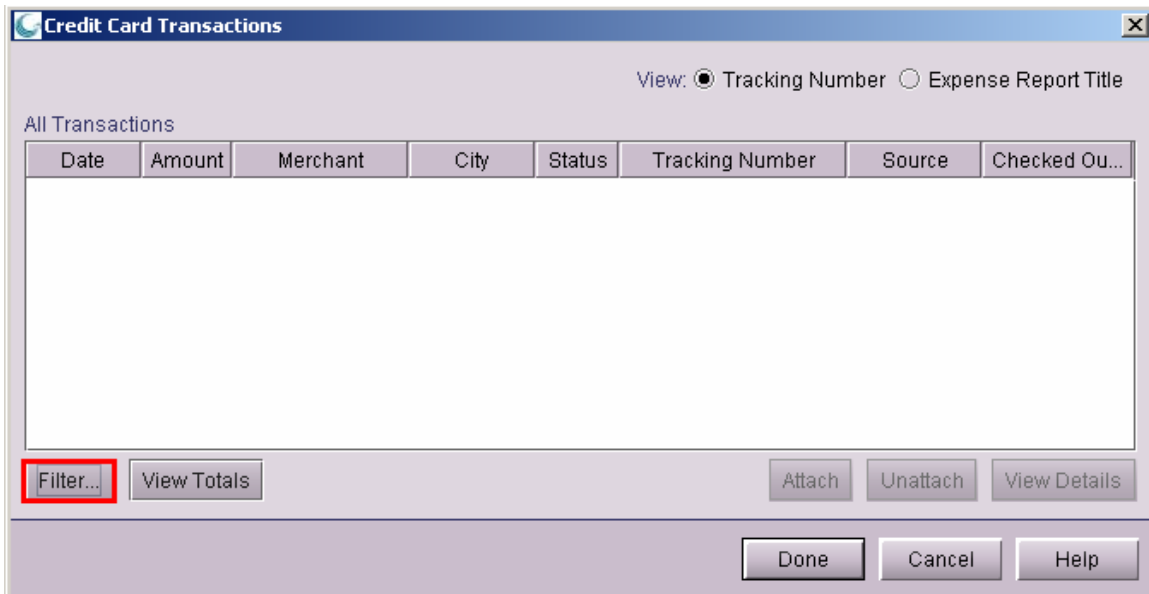 Credit Card Transactions
View: Tracking Number Expense Report Title
All Transactions
Date Amount Merchant City Status Tracking Number Source Checked Ou...
Filter... View Totals Attach Unattach View Details
Done Cancel Help